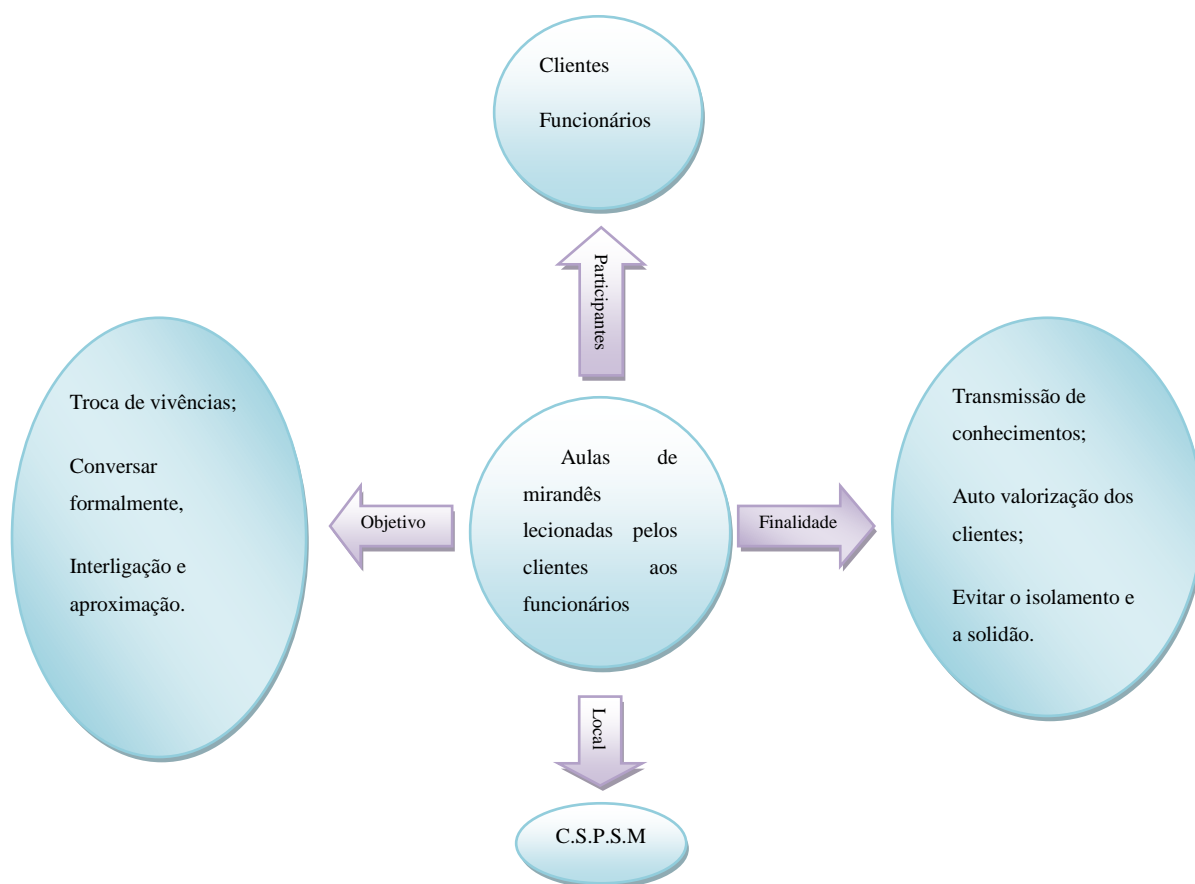 Clientes
Funcionários
Participantes
Troca de vivências;
Conversar
formalmente,
Interligação e
aproximação.
Objetivo
Aulas de
mirandês
lecionadas pelos
clientes aos
funcionários
Finalidade
Transmissão de
conhecimentos;
Auto valorização dos
clientes;
Evitar o isolamento e
a solidão.
Local
C.S.P.S.M